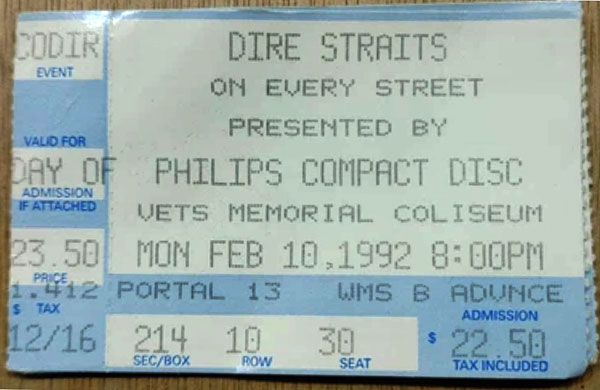 CODIR
EVENT
DIRE STRAITS
ON EVERY STREET
VALID FOR
PRESENTED BY
DAY OF
PHILIPS COMPACT DISC
ADMISSION
IF ATTACHED
VETS MEMORIAL COLISEUM
23.50
MON FEB 10,1992 8:00PM
PRICE
1.412
PORTAL 13 WMS B ADVNCE
$ TAX
ADMISSION
12/16
214 10 30 $ 22.50
SEC/BOX ROW SEAT TAX INCLUDED